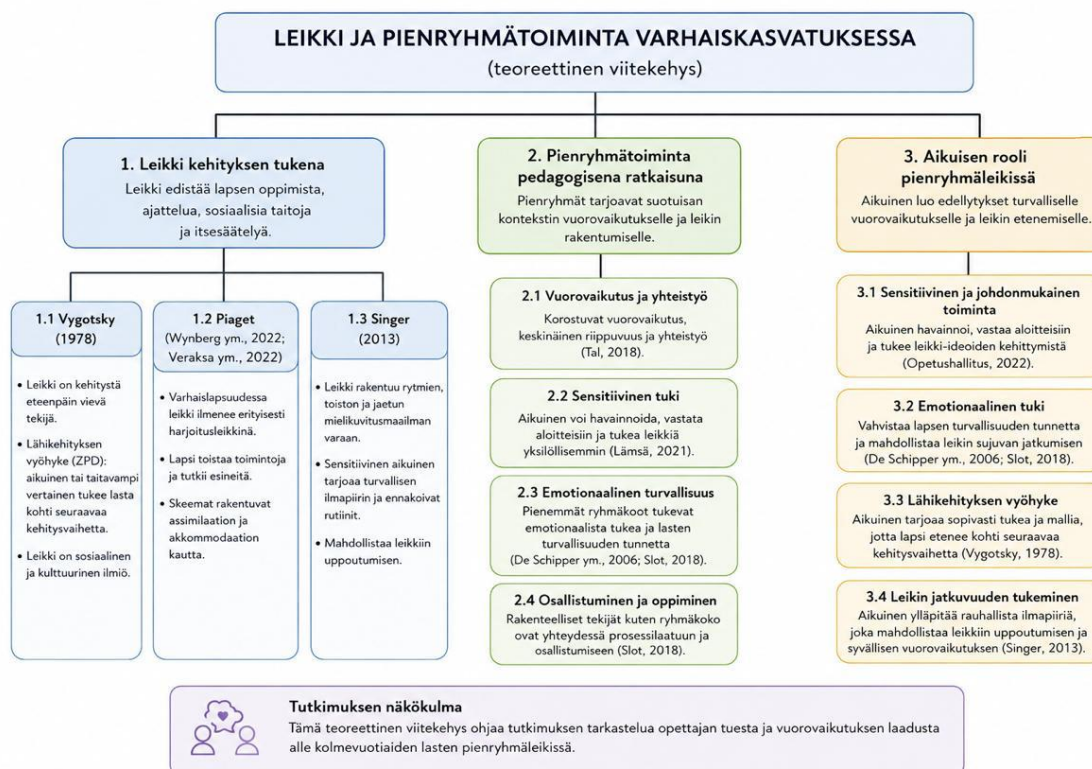 LEIKKI JA PIENRYHMÄTOIMINTA VARHAISKASVATUKSESSA
(teoreettinen viitekehys)
1. Leikki kehityksen tukena
Leikki edistää lapsen oppimista,
ajattelua, sosiaalisia taitoja
ja itsesäätelyä.
1.1 Vygotsky
(1978)
• Leikki on kehitystä
eteenpäin vievä
tekijä.
• Lähikehityksen
vyöhyke (ZPD):
aikuinen tai taitavampi
vertainen tukee lasta
kohti seuraavaa
kehitysvaihetta.
• Leikki on sosiaalinen
ja kulttuurinen ilmiö.
1.2 Piaget
(Wynberg ym., 2022;
Veraksa ym., 2022)
• Varhaislapsuudessa
leikki ilmenee erityisesti
harjoitusleikkinä.
• Lapsi toistaa toimintoja
ja tutkii esineitä.
• Skeemat rakentuvat
assimilaation ja
akkommodaation
kautta.
1.3 Singer
(2013)
• Leikki rakentuu rytmien,
toiston ja jaetun
mielikuvitusmaailman
varaan.
• Sensitiivinen aikuinen
tarjoaa turvallisen
ilmapiirin ja ennakoivat
rutiinit.
• Mahdollistaa leikkiin
uppoutumisen.
2. Pienryhmätoiminta
pedagogisena ratkaisuna
Pienryhmät tarjoavat suotuisan
kontekstin vuorovaikutukselle ja leikin
rakentumiselle.
2.1 Vuorovaikutus ja yhteistyö
Korostuvat vuorovaikutus,
keskinäinen riippuvuus ja yhteistyö
(Tal, 2018).
2.2 Sensitiivinen tuki
Aikuinen voi havainnoida, vastata
aloitteisiin ja tukea leikkiä
yksilöllisemmin (Lämsä, 2021).
2.3 Emotionaalinen turvallisuus
Pienemmät ryhmäkoot tukevat
emotionaalista tukea ja lasten
turvallisuuden tunnetta
(De Schipper ym., 2006; Slot, 2018).
2.4 Osallistuminen ja oppiminen
Rakenteelliset tekijät kuten ryhmäkoko
ovat yhteydessä prosessilaatuun ja
osallistumiseen (Slot, 2018).
3. Aikuisen rooli
pienryhmäleikissä
Aikuinen luo edellytykset turvalliselle
vuorovaikutukselle ja leikin etenemiselle.
3.1 Sensitiivinen ja johdonmukainen
toiminta
Aikuinen havainnoi, vastaa aloitteisiin
ja tukee leikki-ideoiden kehittymistä
(Opetushallitus, 2022).
3.2 Emotionaalinen tuki
Vahvistaa lapsen turvallisuuden tunnetta
ja mahdollistaa leikin sujuvan jatkumisen
(De Schipper ym., 2006; Slot, 2018).
3.3 Lähikehityksen vyöhyke
Aikuinen tarjoaa sopivasti tukea ja mallia,
jotta lapsi etenee kohti seuraavaa
kehitysvaihetta (Vygotsky, 1978).
3.4 Leikin jatkuvuuden tukeminen
Aikuinen ylläpitää rauhallista ilmapiiriä,
joka mahdollistaa leikkiin uppoutumisen ja
syvällisen vuorovaikutuksen (Singer, 2013).
Tutkimuksen näkökulma
Tämä teoreettinen viitekehys ohjaa tutkimuksen tarkastelua opettajan tuesta ja vuorovaikutuksen laadusta
alle kolmevuotiaiden lasten pienryhmäleikissä.